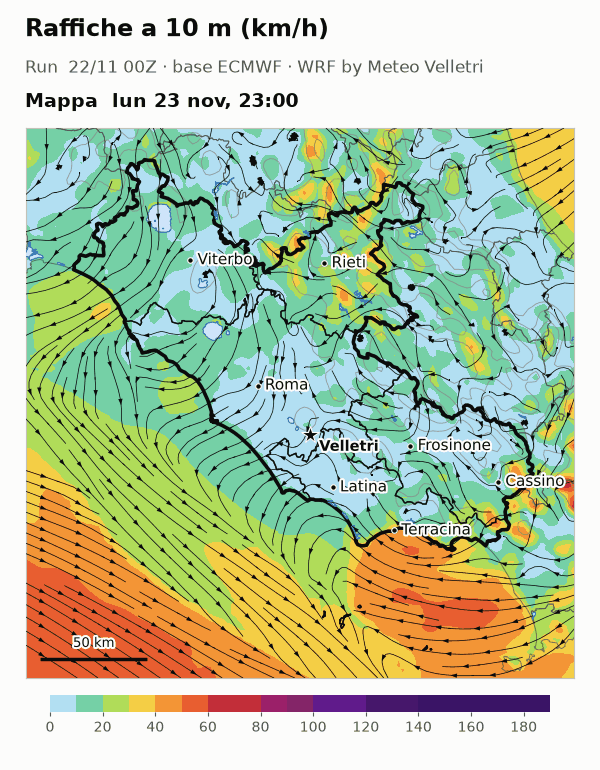 Raffiche a 10 m (km/h)
Run 22/11 00Z · base ECMWF · WRF by Meteo Velletri
Mappa lun 23 nov, 23:00
Viterbo
Rieti
Roma
Velletri
Frosinone
Cassino
Latina
Terracina
50 km
0 20 40 60 80 100 120 140 160 180